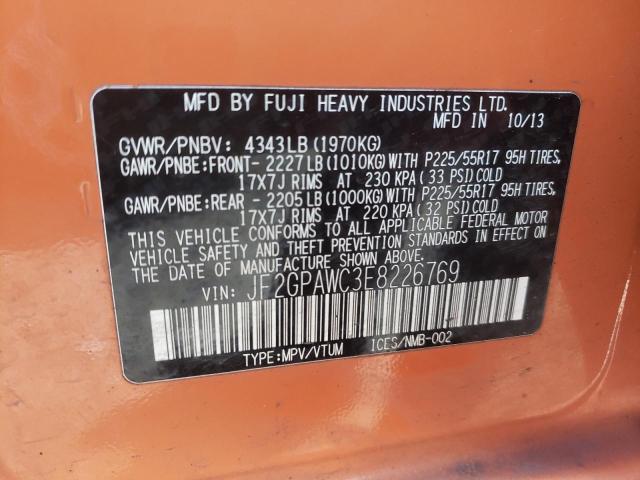 MFD BY FUJI HEAVY INDUSTRIES LTD.
MFD IN 10/13
GVWR/PNBV: 4343LB(1970KG)
GAWR/PNBE:FRONT- 2227LB(1010KG)WITH P225/55R17 95H TIRES,
17X7J RIMS AT 230 KPA(33 PSI)COLD
GAWR/PNBE:REAR - 2205LB(1000KG)WITH P225/55R17 95H TIRES,
17X7J RIMS AT 220 KPA(32 PSI)COLD
THIS VEHICLE CONFORMS TO ALL APPLICABLE FEDERAL MOTOR
VEHICLE SAFETY AND THEFT PREVENTION STANDARDS IN EFFECT ON
THE DATE OF MANUFACTURE SHOWN ABOVE.
VIN: JF2GPAWC3E8226769
TYPE:MPV/VTUM ICES/NMB-002